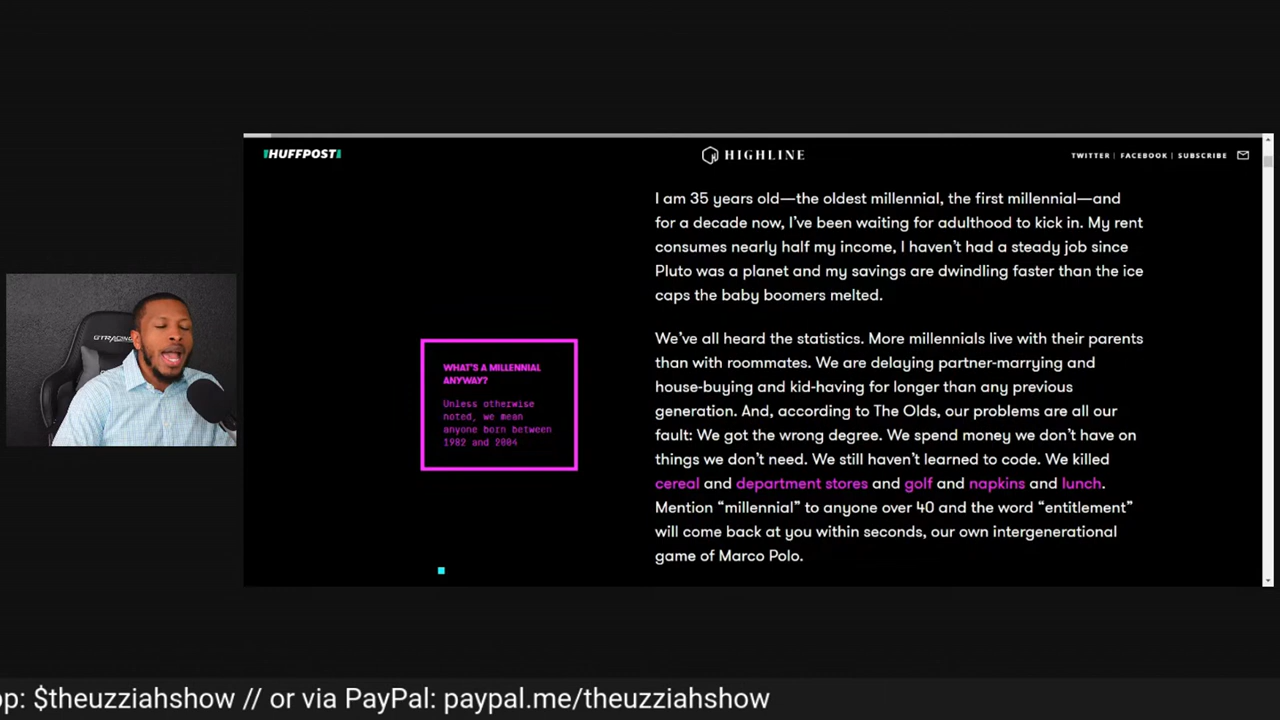 HUFFPOST
HIGHLINE
TWITTER | FACEBOOK | SUBSCRIBE
I am 35 years old—the oldest millennial, the first millennial—and
for a decade now, I've been waiting for adulthood to kick in. My rent
consumes nearly half my income, I haven't had a steady job since
Pluto was a planet and my savings are dwindling faster than the ice
caps the baby boomers melted.
GTRACING
WHAT'S A MILLENNIAL
ANYWAY?
Unless otherwise
noted, we mean
anyone born between
1982 and 2004
We've all heard the statistics. More millennials live with their parents
than with roommates. We are delaying partner-marrying and
house-buying and kid-having for longer than any previous
generation. And, according to The Olds, our problems are all our
fault: We got the wrong degree. We spend money we don't have on
things we don't need. We still haven't learned to code. We killed
cereal and department stores and golf and napkins and lunch.
Mention “millennial” to anyone over 40 and the word “entitlement”
will come back at you within seconds, our own intergenerational
game of Marco Polo.
op: $theuzziahshow // or via PayPal: paypal.me/theuzziahshow